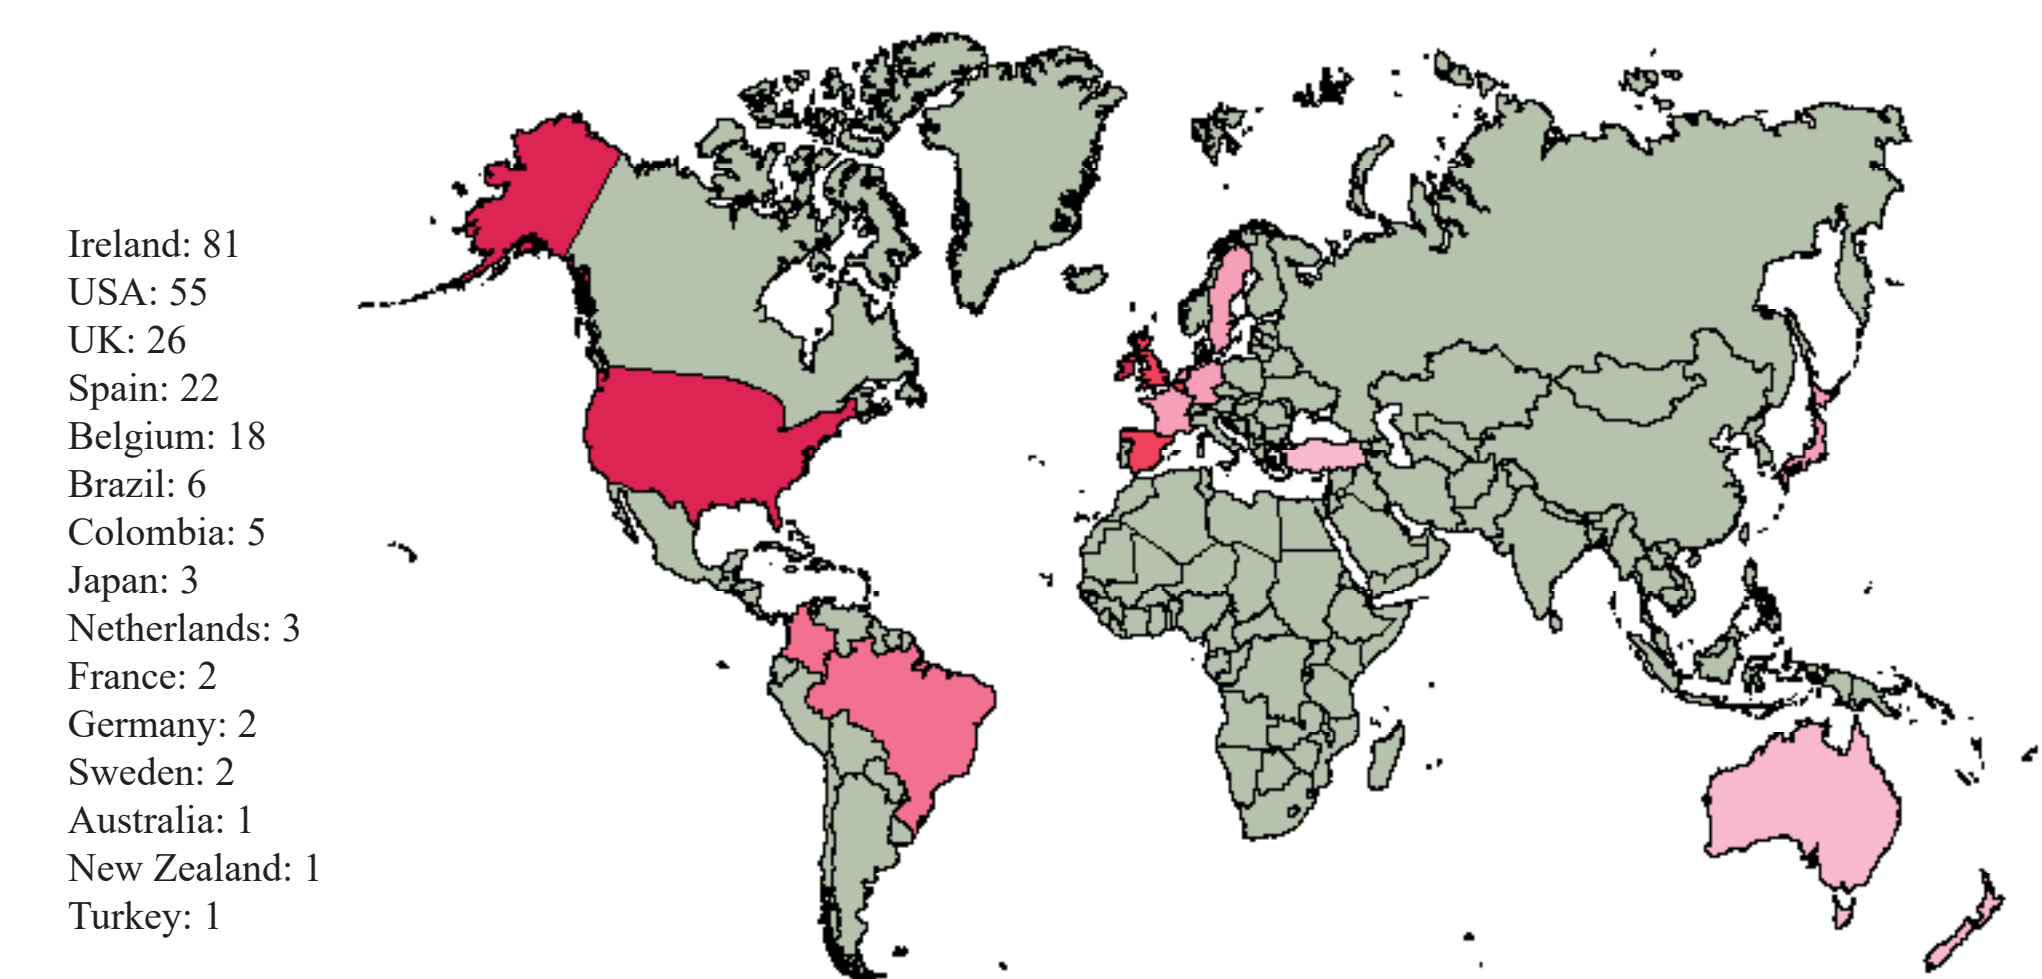 Ireland: 81
USA: 55
UK: 26
Spain: 22
Belgium: 18
Brazil: 6
Colombia: 5
Japan: 3
Netherlands: 3
France: 2
Germany: 2
Sweden: 2
Australia: 1
New Zealand: 1
Turkey: 1